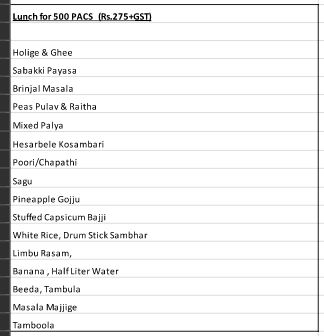 Lunch for 500 PACS  (Rs.275+GST)
Holige & Ghee
Sabakki Payasa
Brinjal Masala
Peas Pulav & Raitha
Mixed Palya
Hesarbele Kosambari
Poori/Chapathi
Sagu
Pineapple Gojju
Stuffed Capsicum Bajji
White Rice, Drum Stick Sambhar
Limbu Rasam,
Banana , Half Liter Water
Beeda, Tambula
Masala Majjige
Tamboola